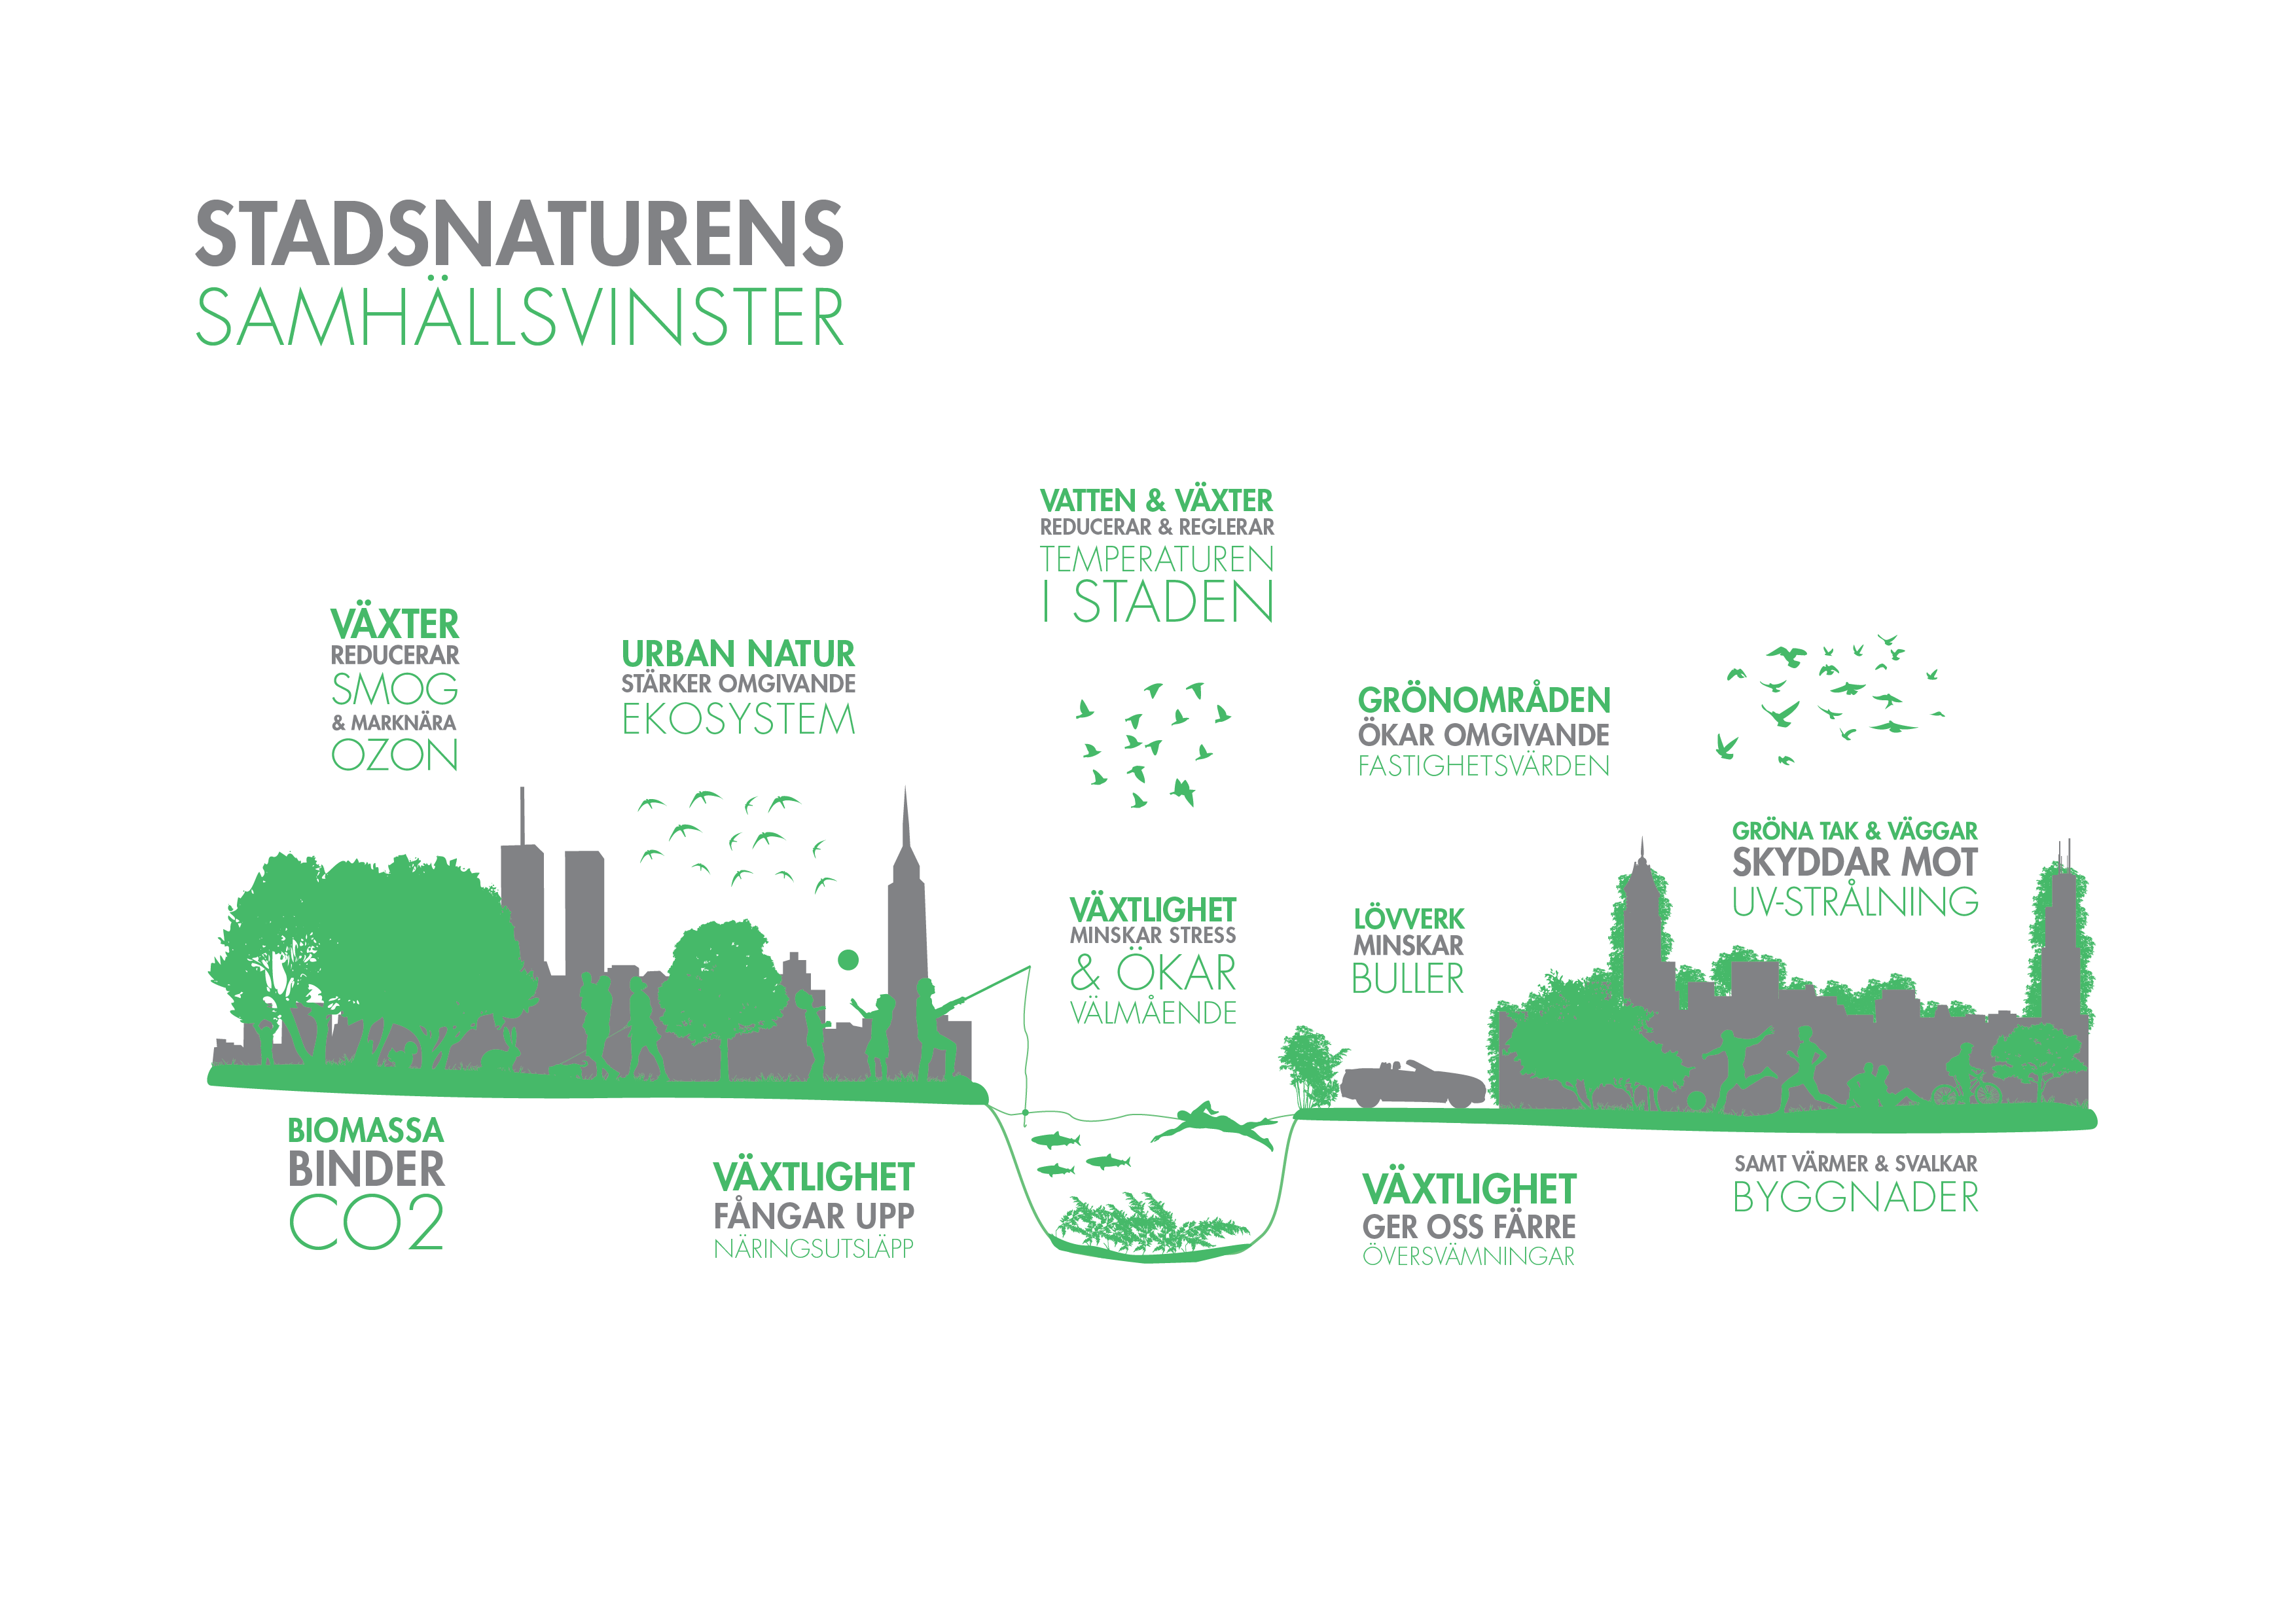 STADSNATURENS
SAMHÄLLSVINSTER
VATTEN & VÄXTER
REDUCERAR & REGLERAR
TEMPERATUREN
I STADEN
VÄXTER
REDUCERAR
SMOG
& MARKNÄRA
OZON
URBAN NATUR
STÄRKER OMGIVANDE
EKOSYSTEM
GRÖNOMRÅDEN
ÖKAR OMGIVANDE
FASTIGHETSVÄRDEN
GRÖNA TAK & VÄGGAR
SKYDDAR MOT
UV-STRÅLNING
VÄXTLIGHET
MINSKAR STRESS
& ÖKAR
VÄLMÅENDE
LÖVVERK
MINSKAR
BULLER
BIOMASSA
BINDER
CO2
VÄXTLIGHET
FÅNGAR UPP
NÄRINGSUTSLÄPP
VÄXTLIGHET
GER OSS FÄRRE
ÖVERSVÄMNINGAR
SAMT VÄRMER & SVALKAR
BYGGNADER